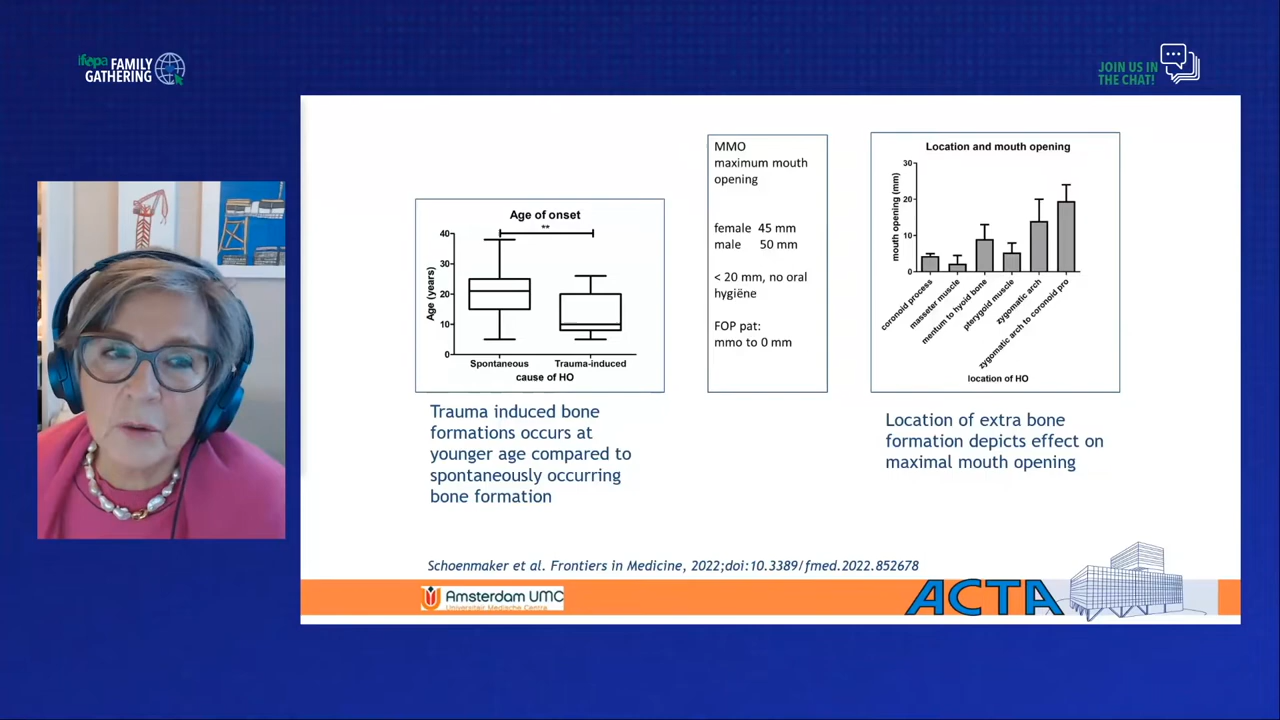 ifopa FAMILY
GATHERING
JOIN US IN
THE CHAT!
Age of onset
**
40
30
20
10
0
Age (years)
Spontaneous
Trauma-induced
cause of HO
Trauma induced bone
formations occurs at
younger age compared to
spontaneously occurring
bone formation
MMO
maximum mouth
opening
female 45 mm
male 50 mm
< 20 mm, no oral
hygiëne
FOP pat:
mmo to 0 mm
Location and mouth opening
30
20
10
0
mouth opening (mm)
coronoid process
masseter muscle
mentum to hyoid bone
pterygoid muscle
zygomatic arch
zygomatic arch to coronoid pro
location of HO
Location of extra bone
formation depicts effect on
maximal mouth opening
Schoenmaker et al. Frontiers in Medicine, 2022;doi:10.3389/fmed.2022.852678
Amsterdam UMC
Universitair Medische Centra
ACTA